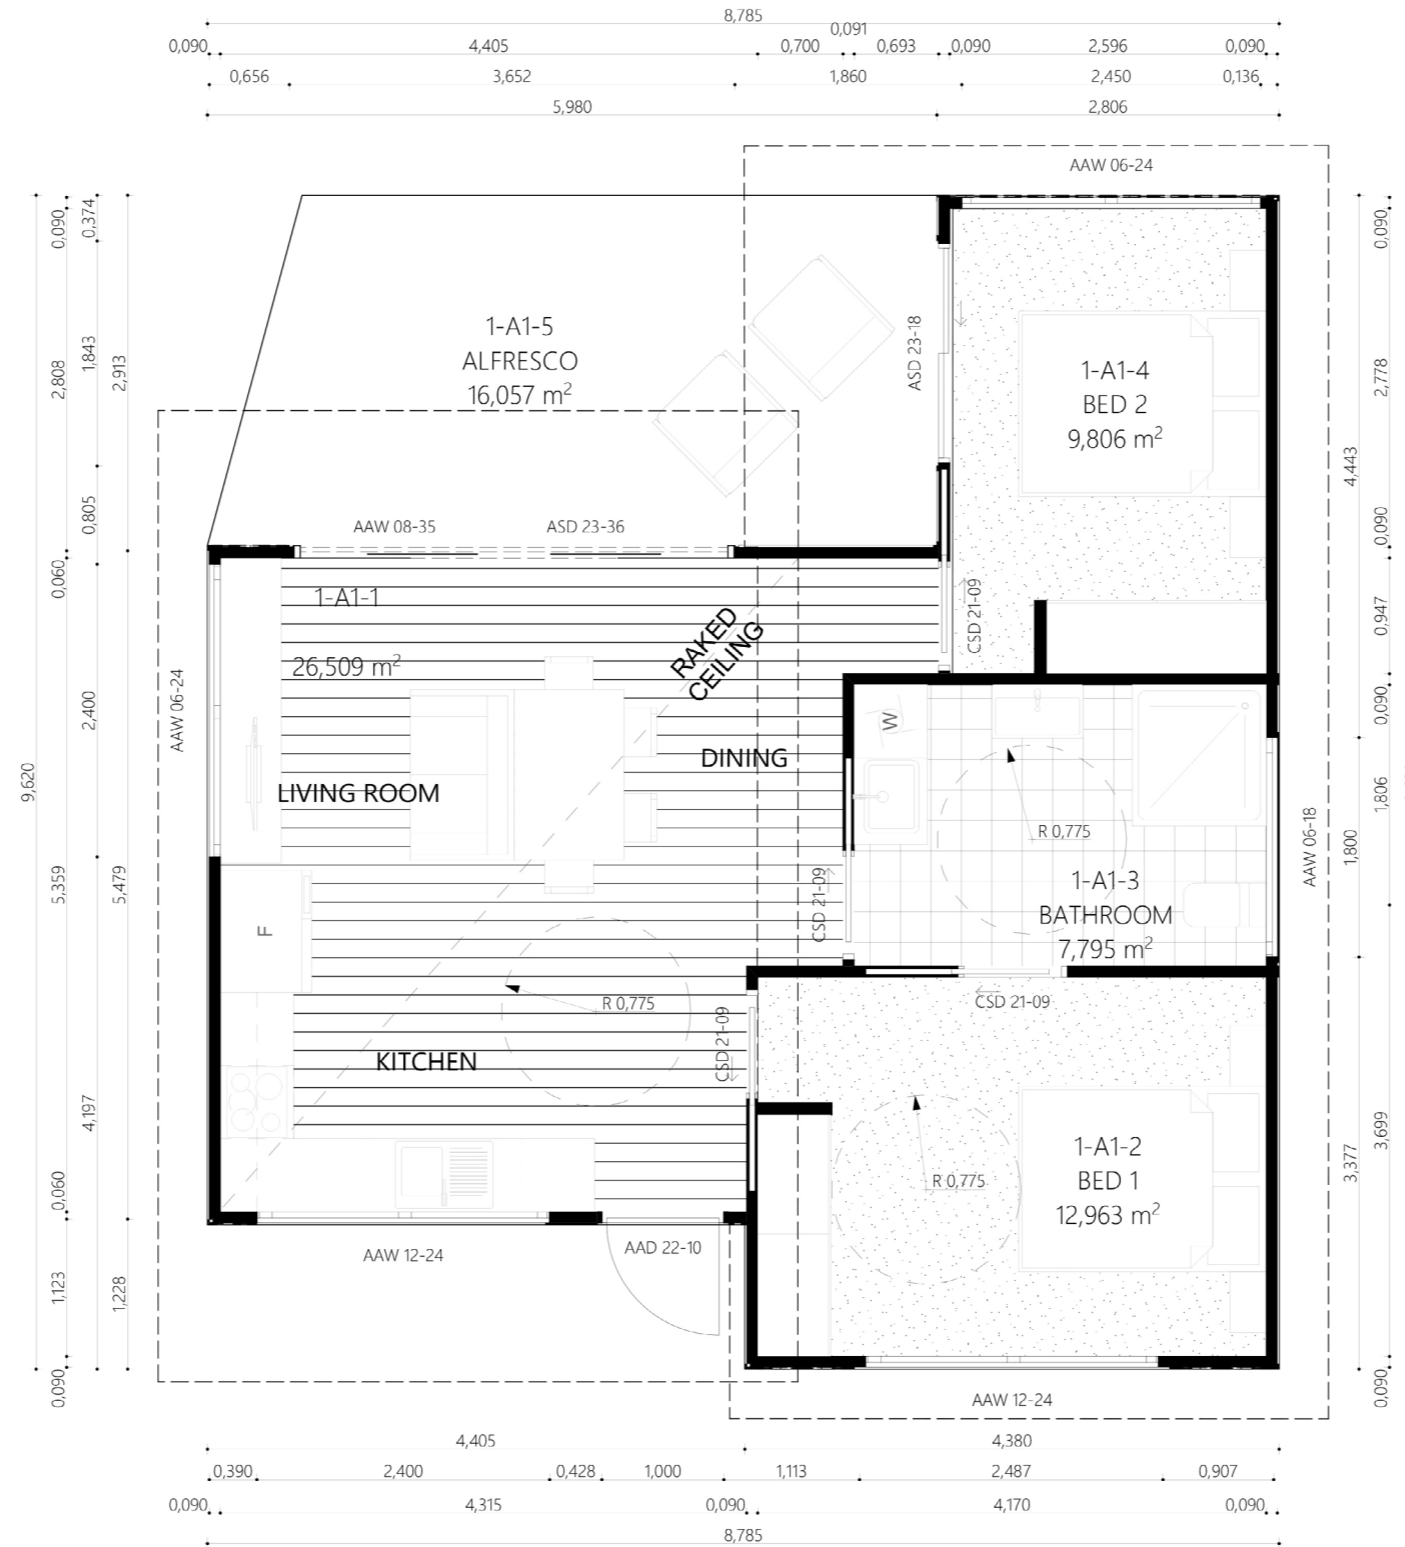 8,785
0,091
0,090
4,405
0,700
0,693
0,090
2,596
0,090
0,656
3,652
1,860
2,450
0,136
5,980
2,806
AAW 06-24
0,090
0,374
2,808
1,843
2,913
0,805
0,060
9,620
2,400
5,359
5,479
4,197
0,060
1,123
1,228
0,090
1-A1-5
ALFRESCO
16,057 m²
ASD 23-18
1-A1-4
BED 2
9,806 m²
AAW 08-35
ASD 23-36
1-A1-1
26,509 m²
RAKED
CEILING
CSD 21-09
AAW 06-24
LIVING ROOM
DINING
W
R 0,775
1-A1-3
BATHROOM
7,795 m²
CSD 21-09
AAW 06-18
F
R 0,775
KITCHEN
CSD 21-09
CSD 21-09
1-A1-2
BED 1
12,963 m²
R 0,775
AAW 12-24
AAD 22-10
AAW 12-24
0,090
2,778
4,443
0,090
0,947
0,090
1,806
1,800
3,699
3,377
0,090
4,405
4,380
0,390
2,400
0,428
1,000
1,113
2,487
0,907
0,090
4,315
0,090
4,170
0,090
8,785